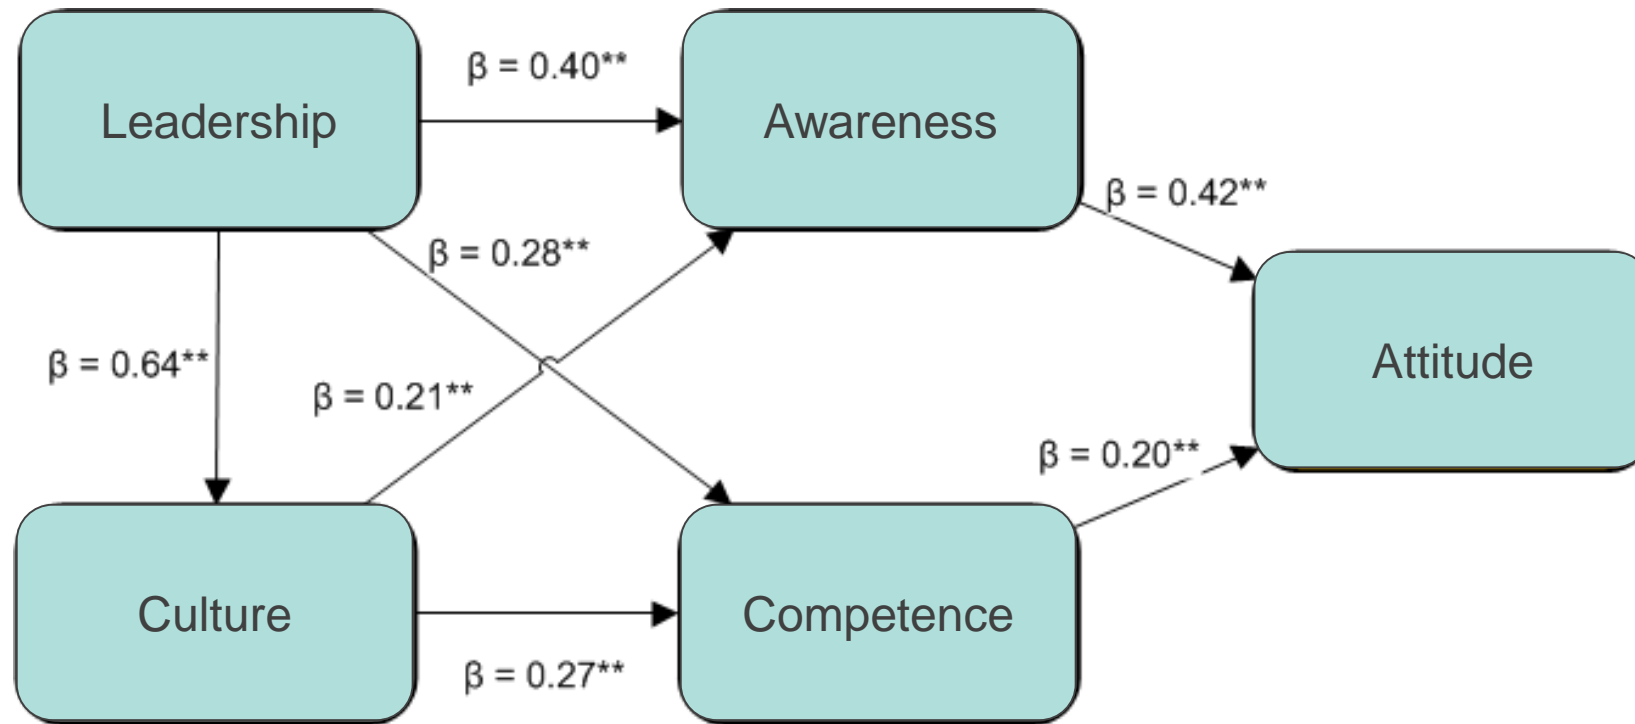 Leadership
β = 0.40**
Awareness
β = 0.42**
β = 0.28**
Attitude
β = 0.64**
β = 0.21**
β = 0.20**
Culture
Competence
β = 0.27**